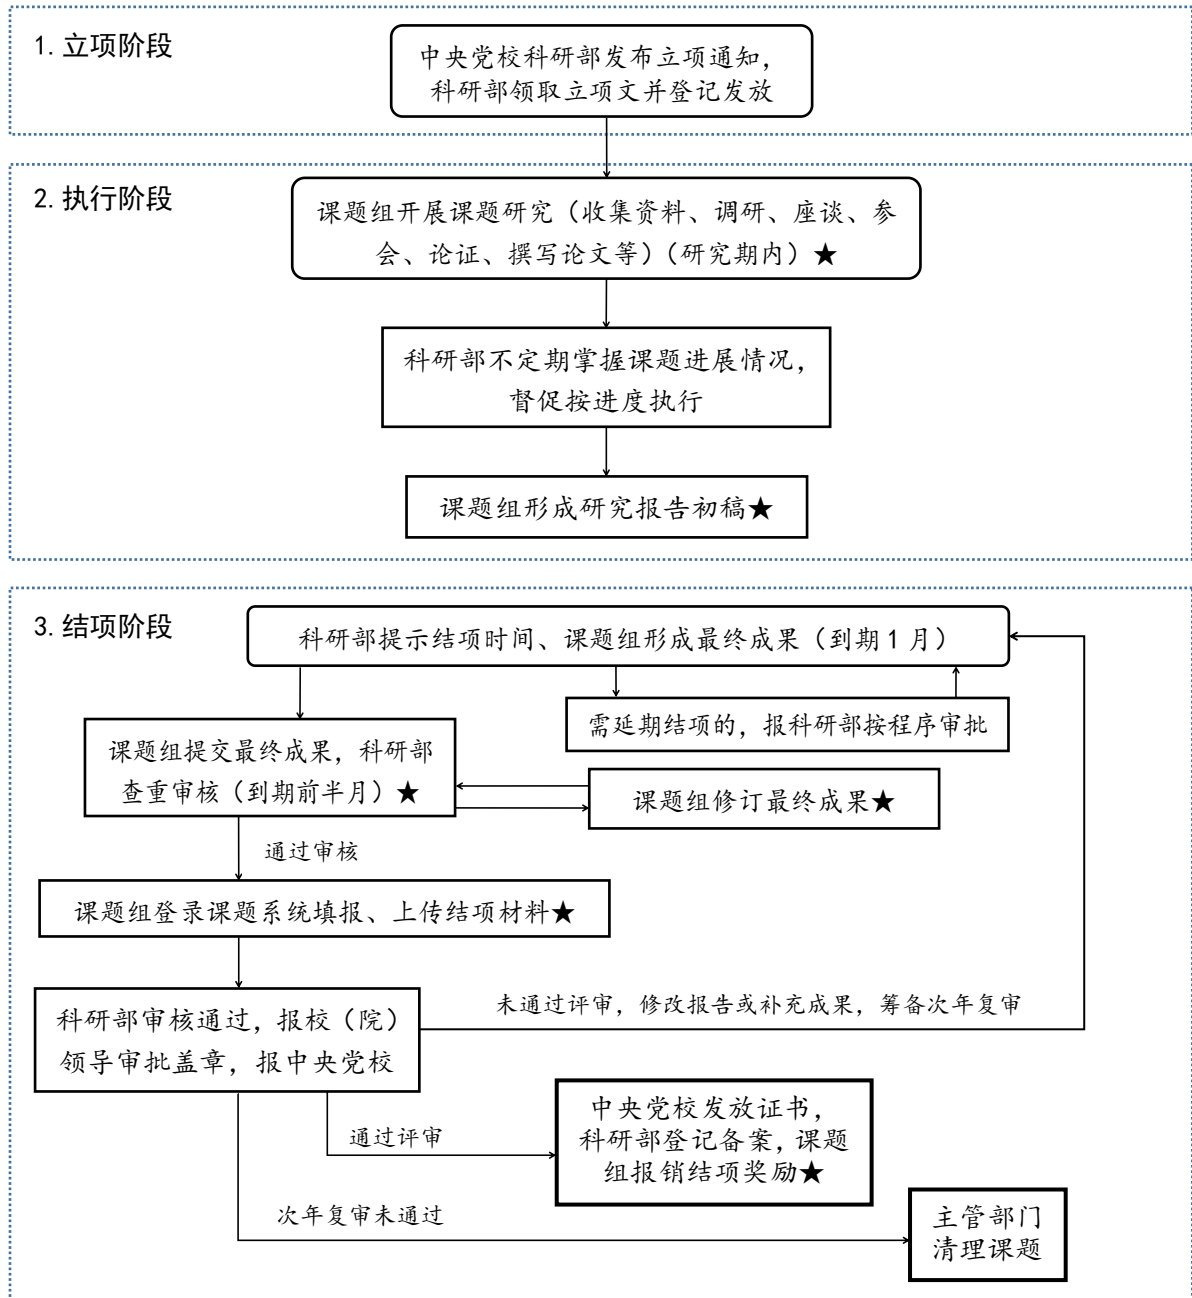 1.立项阶段
中央党校科研部发布立项通知，
科研部领取立项文并登记发放
2.执行阶段
课题组开展课题研究（收集资料、调研、座谈、参
会、论证、撰写论文等）（研究期内）★
科研部不定期掌握课题进展情况，
督促按进度执行
课题组形成研究报告初稿★
3.结项阶段
科研部提示结项时间、课题组形成最终成果（到期1月）
需延期结项的，报科研部按程序审批
课题组提交最终成果，科研部
查重审核（到期前半月）★
课题组修订最终成果★
通过审核
课题组登录课题系统填报、上传结项材料★
科研部审核通过，报校（院）
领导审批盖章，报中央党校
未通过评审，修改报告或补充成果，筹备次年复审
通过评审
中央党校发放证书，
科研部登记备案，课题
组报销结项奖励★
次年复审未通过
主管部门
清理课题